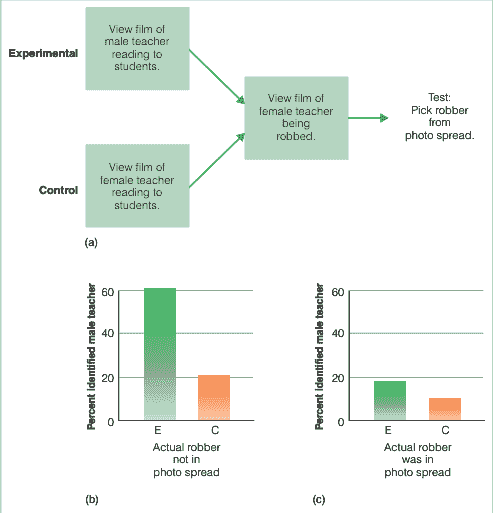 Experimental
View film of
male teacher
reading to
students.
View film of
female teacher
being
robbed.
Test:
Pick robber
from
photo spread.
Control
View film of
female teacher
reading to
students.
(a)
Percent identified male teacher
60
40
20
0
E C
Actual robber
not in
photo spread
(b)
Percent identified male teacher
60
40
20
0
E C
Actual robber
was in
photo spread
(c)